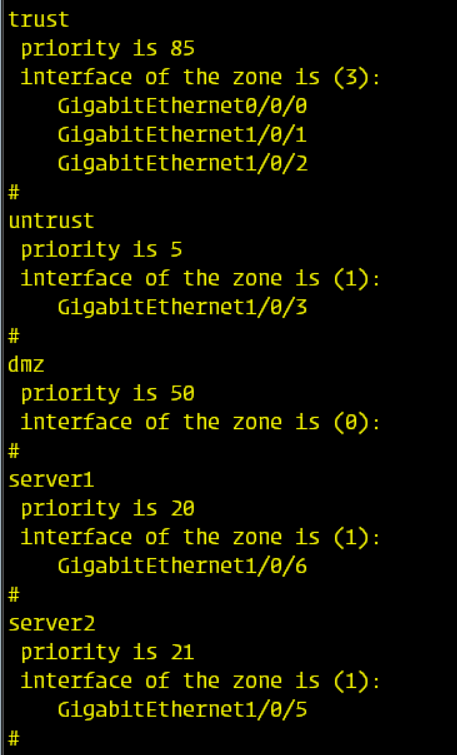 trust
priority is 85
interface of the zone is (3):
GigabitEthernet0/0/0
GigabitEthernet1/0/1
GigabitEthernet1/0/2
#
untrust
priority is 5
interface of the zone is (1):
GigabitEthernet1/0/3
#
dmz
priority is 50
interface of the zone is (0):
#
server1
priority is 20
interface of the zone is (1):
GigabitEthernet1/0/6
#
server2
priority is 21
interface of the zone is (1):
GigabitEthernet1/0/5
#